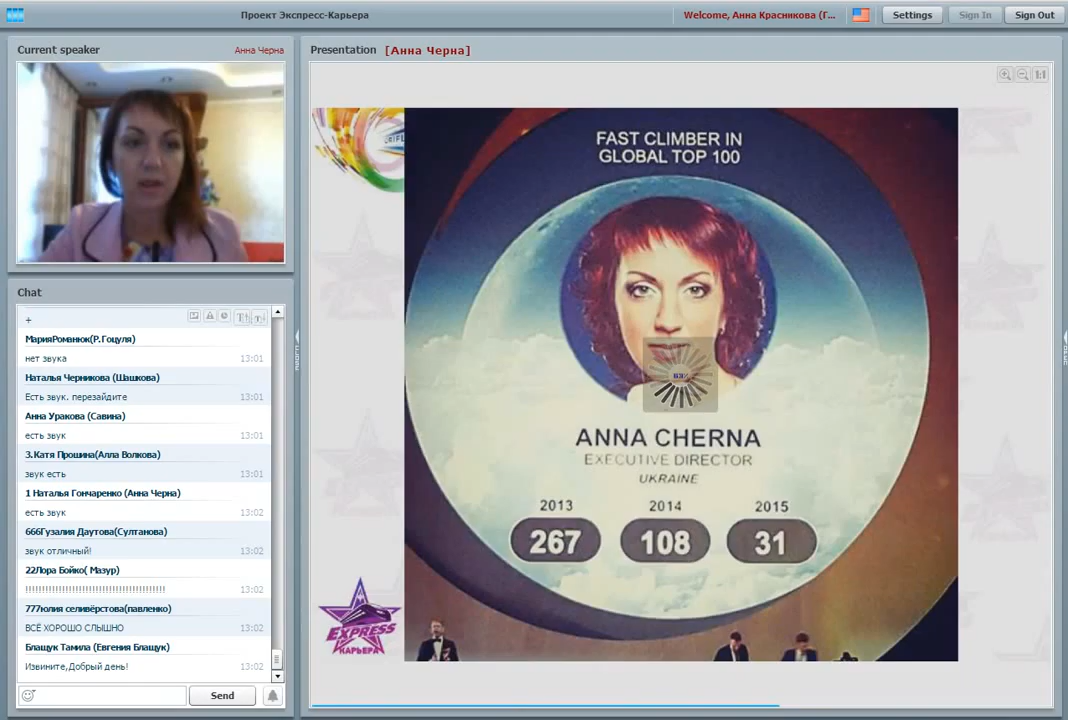 Проект Экспресс-Карьера
Welcome, Анна Красникова (Г...
Settings
Sign In
Sign Out
Current speaker
Анна Черна
Presentation
[Анна Черна]
1:1
FAST CLIMBER IN
GLOBAL TOP 100
ANNA CHERNA
EXECUTIVE DIRECTOR
UKRAINE
2013 2014 2015
267 108 31
EXPRESS
КАРЬЕРА
Chat
+
МарияРоманюк(Р.Гоцуля)
нет звука 13:01
Наталья Черникова (Шашкова)
Есть звук. перезайдите 13:01
Анна Уракова (Савина)
есть звук 13:01
3.Катя Прошина(Алла Волкова)
звук есть 13:01
1 Наталья Гончаренко (Анна Черна)
есть звук 13:02
666Гузалия Даутова(Султанова)
звук отличный! 13:02
22Лора Бойко( Мазур)
!!!!!!!!!!!!!!!!!!!!!!!!!!!!!!!!!!!!!!!!!! 13:02
777юлия селивёрстова(павленко)
ВСЁ ХОРОШО СЛЫШНО 13:02
Блащук Тамила (Евгения Блащук)
Извините,Добрый день! 13:02
Send